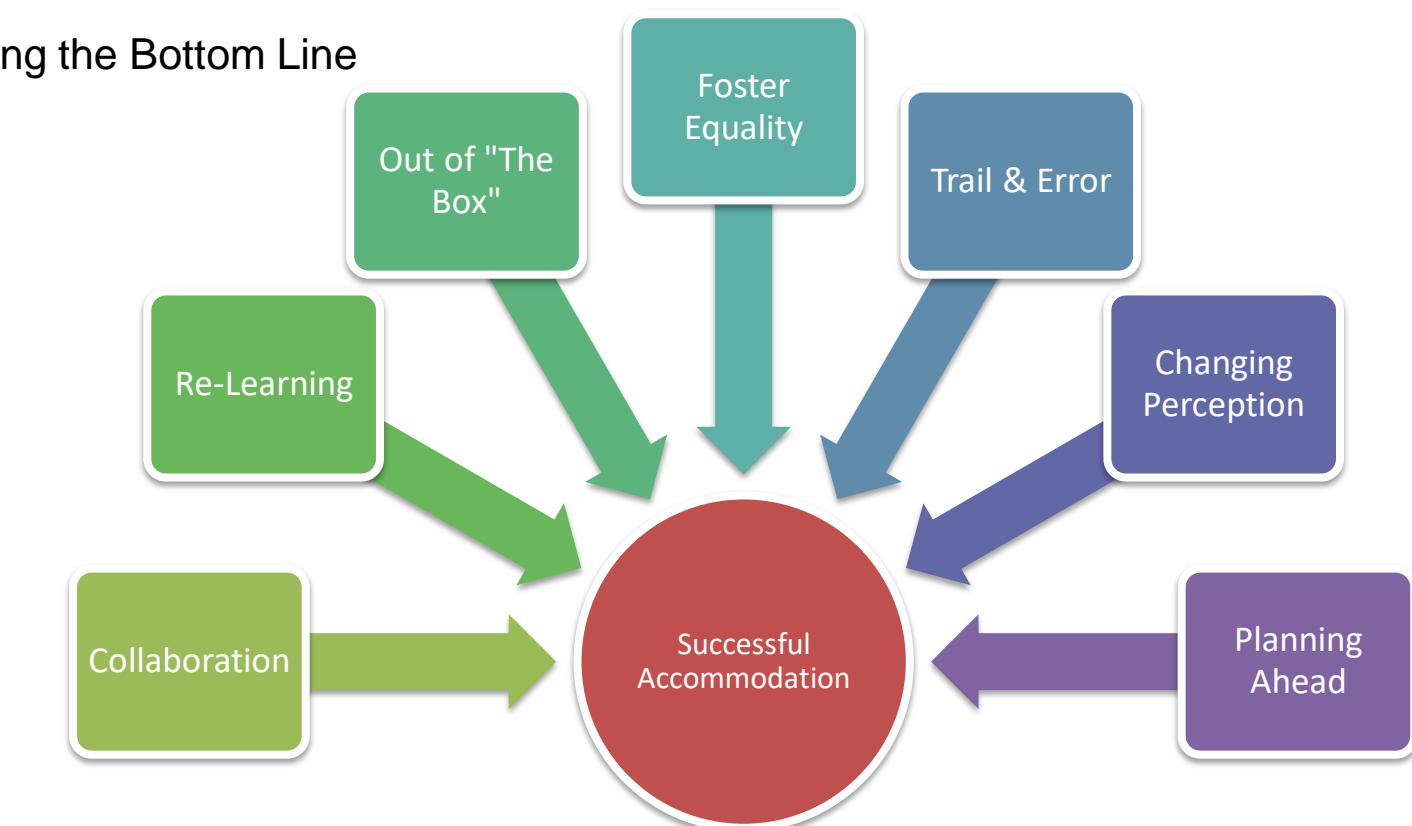 ng the Bottom Line
Foster
Equality
Out of "The
Box"
Trail & Error
Re-Learning
Changing
Perception
Collaboration
Successful
Accommodation
Planning
Ahead